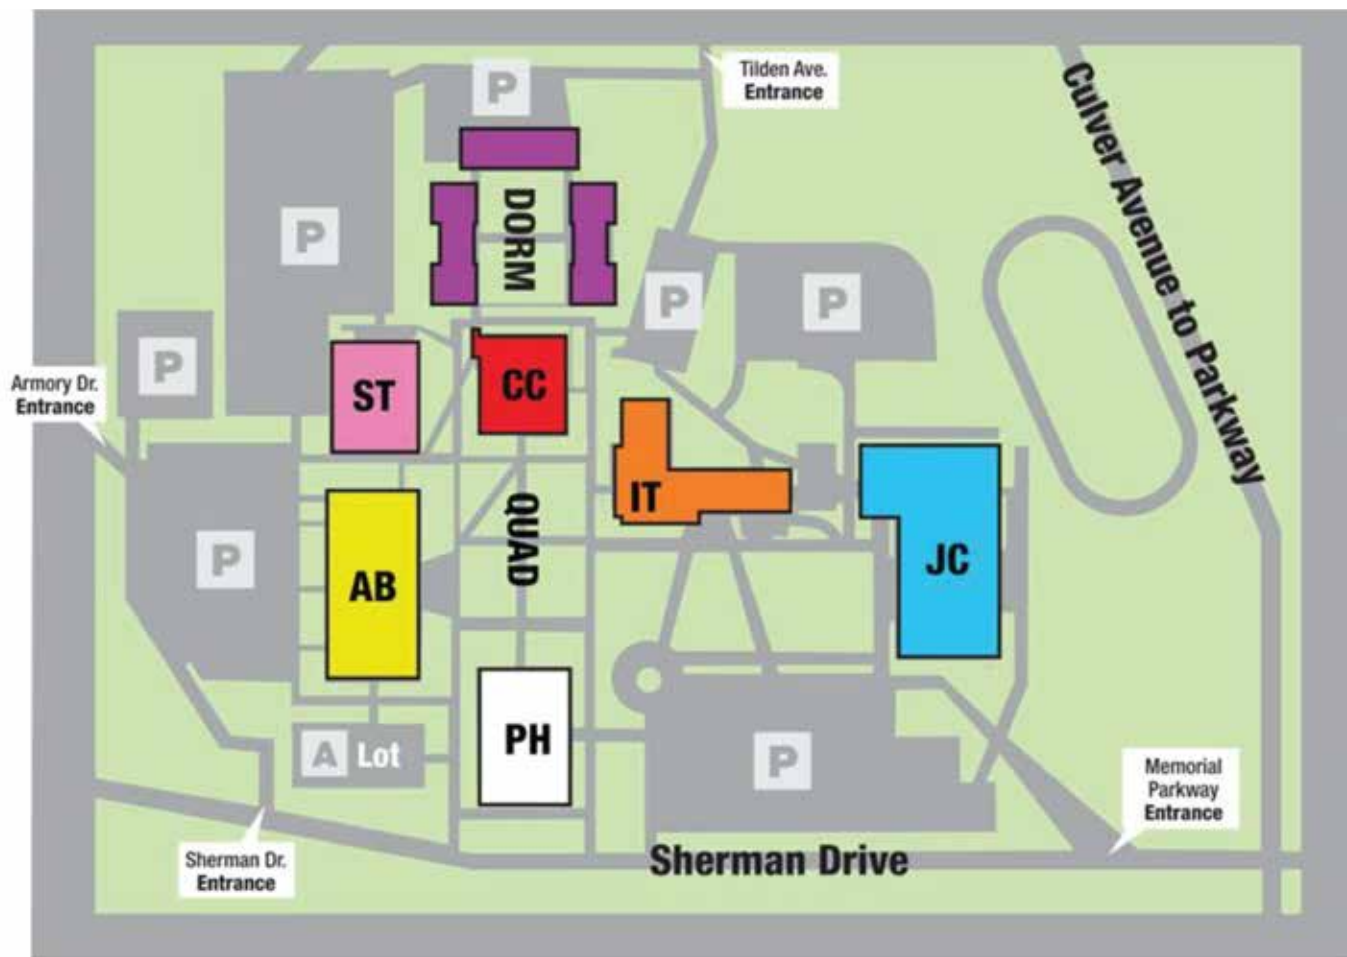 Tilden Ave.
Entrance
P
Culver Avenue to Parkway
DORM
P
P
P
P
Armory Dr.
Entrance
ST
CC
IT
JC
QUAD
P
AB
PH
A Lot
P
Memorial
Parkway
Entrance
Sherman Dr.
Entrance
Sherman Drive